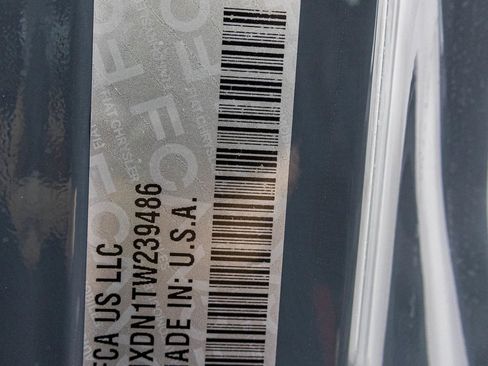 FCA US LLC
XDN1TW239486
ADE IN: U.S.A.